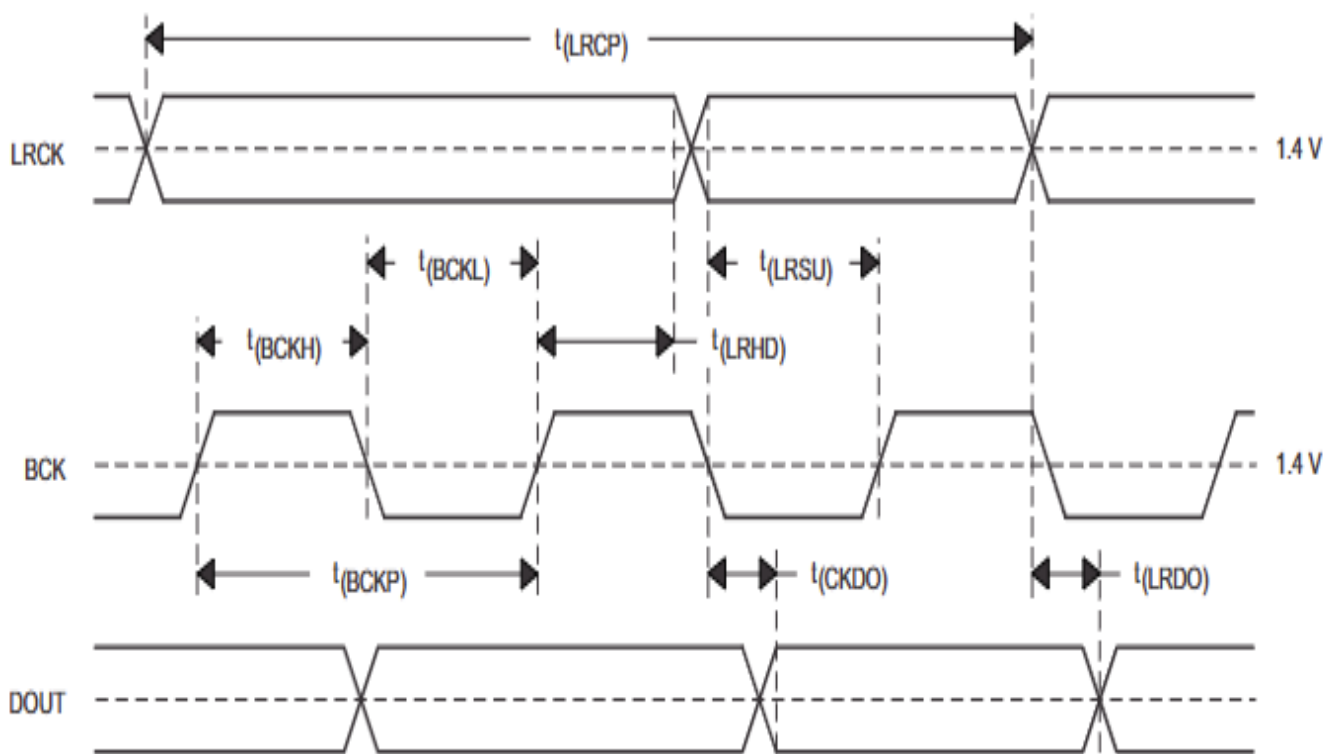 t(LRCP)
LRCK
1.4 V
t(BCKL)
t(LRSU)
t(BCKH)
t(LRHD)
BCK
1.4 V
t(BCKP)
t(CKDO)
t(LRDO)
DOUT